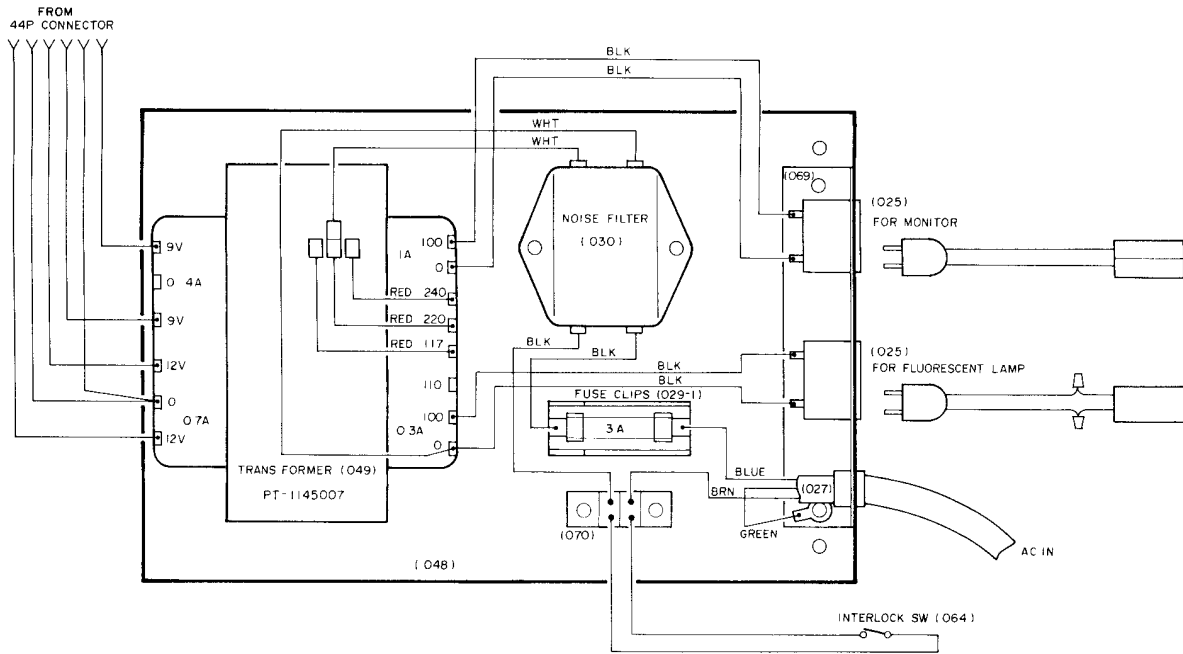 FROM
44P CONNECTOR
BLK
BLK
WHT
WHT
(069)
(025)
FOR MONITOR
NOISE FILTER
(030)
9V
0.4A
9V
12V
0
0.7A
12V
1A
100
0
RED 240
RED 220
RED 117
110
100
0.3A
0
TRANSFORMER (049)
PT-1145007
BLK
BLK
BLK
BLK
(025)
FOR FLUORESCENT LAMP
FUSE CLIPS (029-1)
3A
BLUE
BRN
(027)
GREEN
(070)
AC IN
(048)
INTERLOCK SW (064)